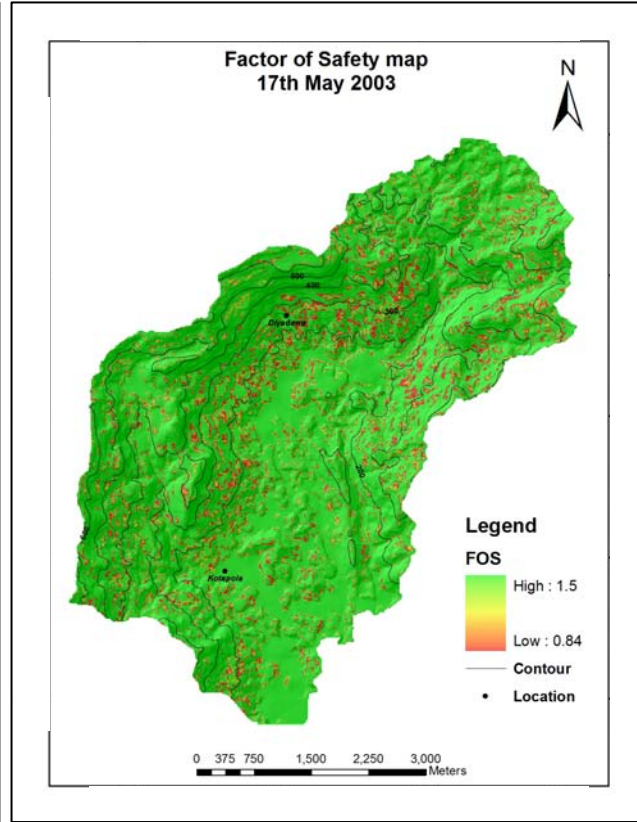 Factor of Safety map
17th May 2003
N
Diyadawa
Kotapola
Legend
FOS
High : 1.5
Low : 0.84
Contour
Location
0 375 750 1,500 2,250 3,000
Meters